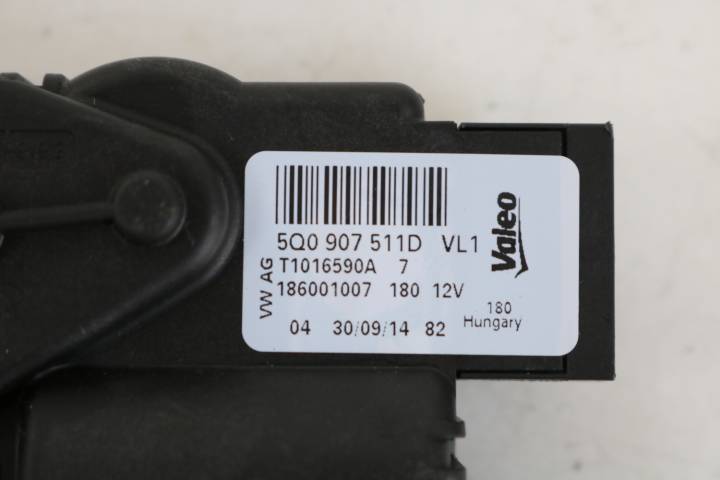 5Q0 907 511D VL1
T1016590A 7
186001007 180 12V
04 30/09/14 82
VW AG
Valeo
180
Hungary